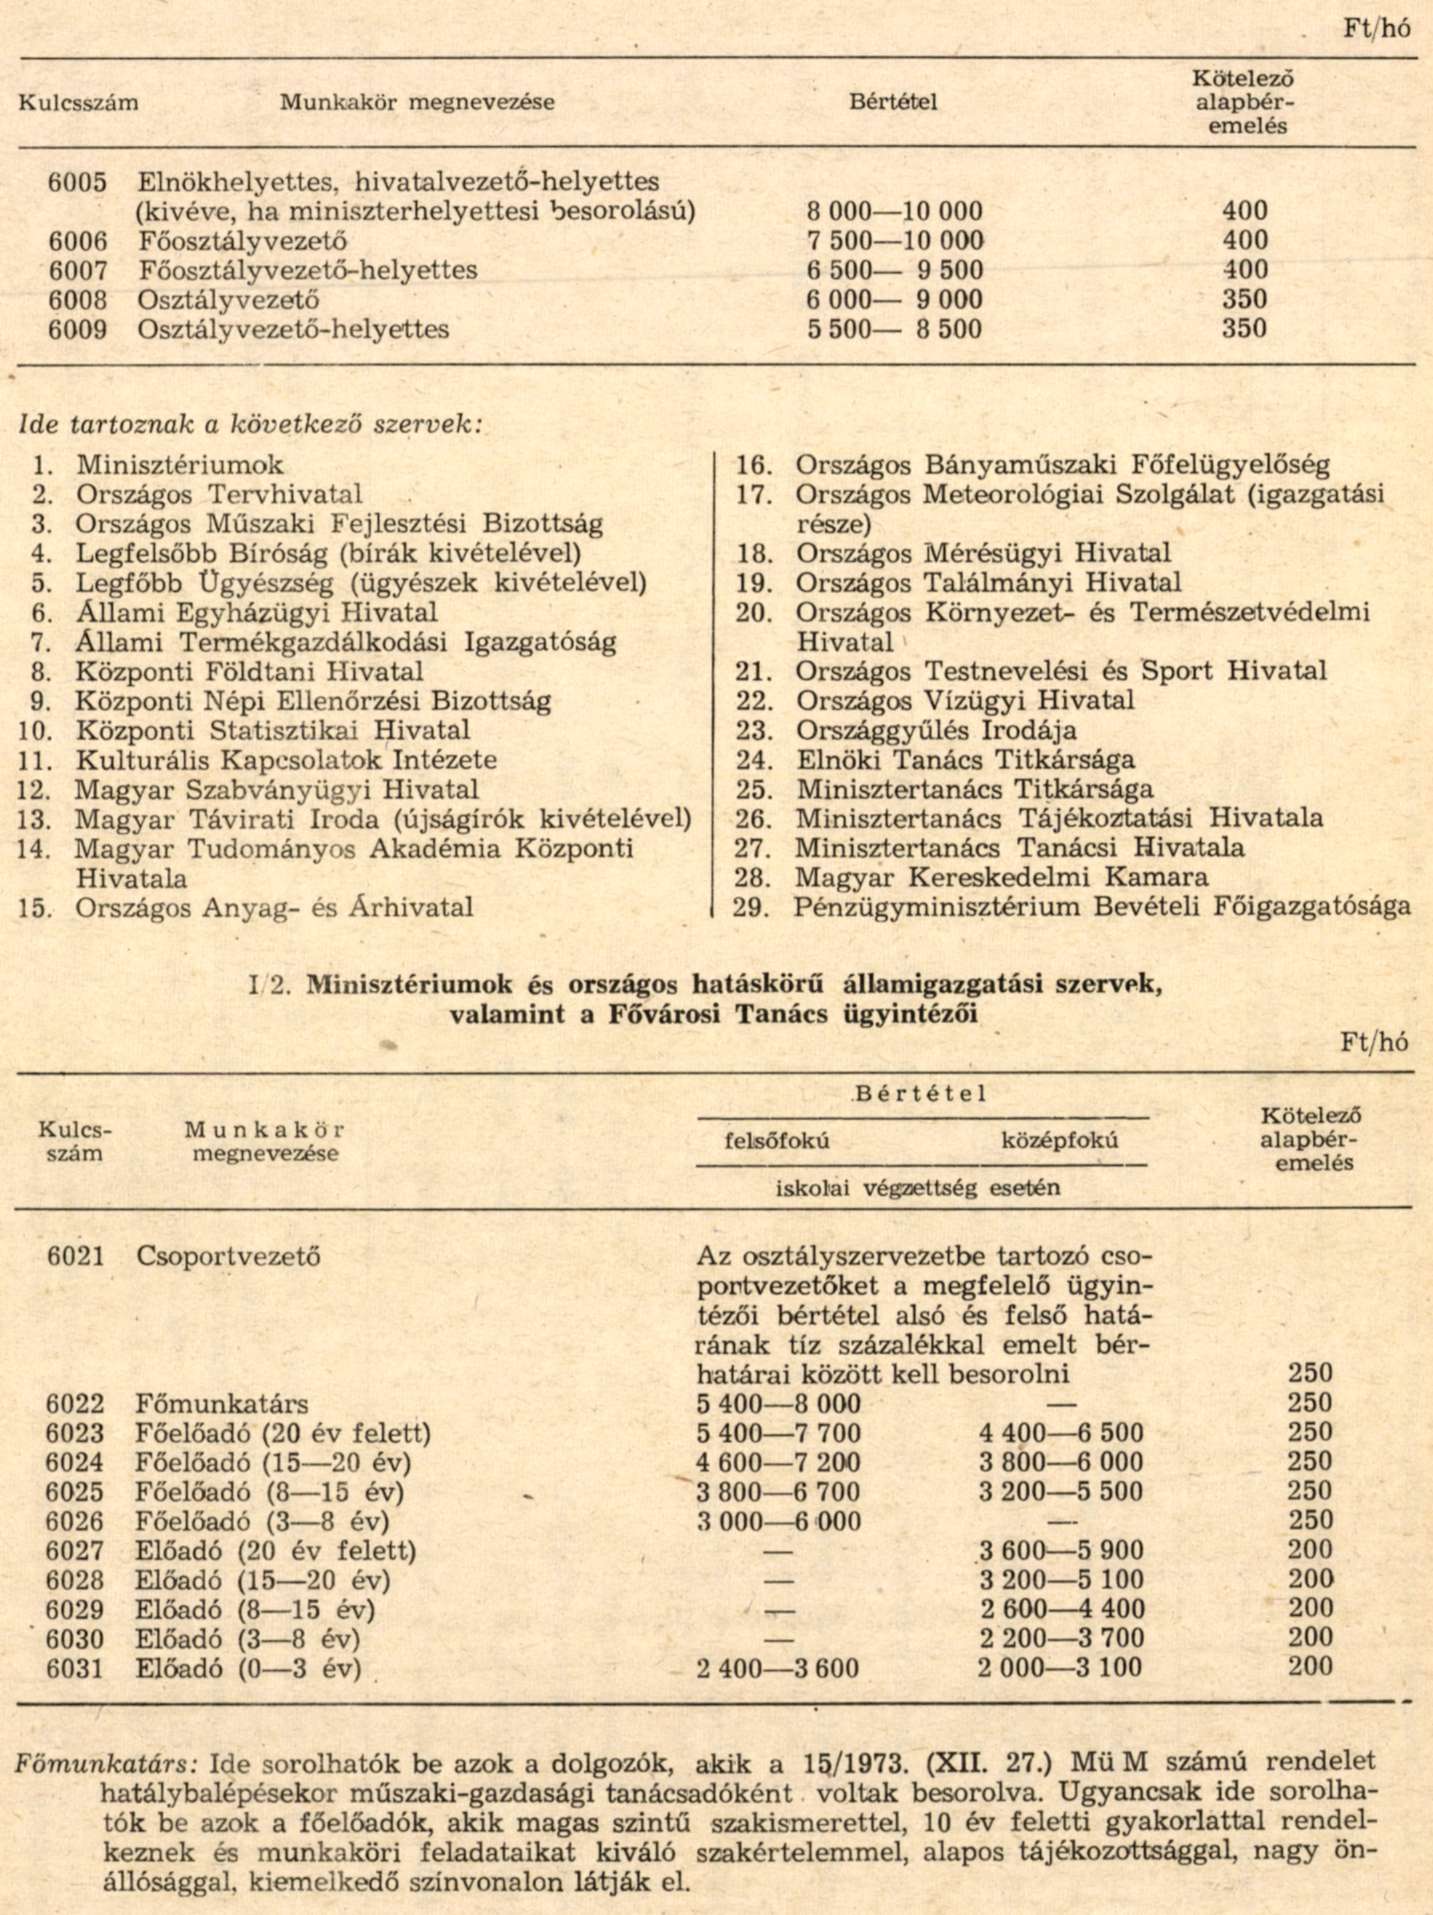 Ft/hó
Kulcsszám Munkakör megnevezése Bértétel Kötelező alapbér-emelés
6005 Elnökhelyettes, hivatalvezető-helyettes
(kivéve, ha miniszterhelyettesi besorolású) 8 000—10 000 400
6006 Főosztályvezető 7 500—10 000 400
6007 Főosztályvezető-helyettes 6 500— 9 500 400
6008 Osztályvezető 6 000— 9 000 350
6009 Osztályvezető-helyettes 5 500— 8 500 350
Ide tartoznak a következő szervek:
1. Minisztériumok
2. Országos Tervhivatal
3. Országos Műszaki Fejlesztési Bizottság
4. Legfelsőbb Bíróság (bírák kivételével)
5. Legfőbb Ügyészség (ügyészek kivételével)
6. Állami Egyházügyi Hivatal
7. Állami Termékgazdálkodási Igazgatóság
8. Központi Földtani Hivatal
9. Központi Népi Ellenőrzési Bizottság
10. Központi Statisztikai Hivatal
11. Kulturális Kapcsolatok Intézete
12. Magyar Szabványügyi Hivatal
13. Magyar Távirati Iroda (újságírók kivételével)
14. Magyar Tudományos Akadémia Központi
Hivatala
15. Országos Anyag- és Árhivatal
16. Országos Bányaműszaki Főfelügyelőség
17. Országos Meteorológiai Szolgálat (igazgatási
része)
18. Országos Mérésügyi Hivatal
19. Országos Találmányi Hivatal
20. Országos Környezet- és Természetvédelmi
Hivatal
21. Országos Testnevelési és Sport Hivatal
22. Országos Vízügyi Hivatal
23. Országgyűlés Irodája
24. Elnöki Tanács Titkársága
25. Minisztertanács Titkársága
26. Minisztertanács Tájékoztatási Hivatala
27. Minisztertanács Tanácsi Hivatala
28. Magyar Kereskedelmi Kamara
29. Pénzügyminisztérium Bevételi Főigazgatósága
I/2. Minisztériumok és országos hatáskörű államigazgatási szervek,
valamint a Fővárosi Tanács ügyintézői
Ft/hó
Kulcs-szám Munkakör megnevezése Bértétel Kötelező alapbér-emelés
felsőfokú középfokú
iskolai végzettség esetén
6021 Csoportvezető Az osztályszervezetbe tartozó cso-
portvezetőket a megfelelő ügyin-
tézői bértétel alsó és felső hatá-
rának tíz százalékkal emelt bér-
határai között kell besorolni 250
6022 Főmunkatárs 5 400—8 000 — 250
6023 Főelőadó (20 év felett) 5 400—7 700 4 400—6 500 250
6024 Főelőadó (15—20 év) 4 600—7 200 3 800—6 000 250
6025 Főelőadó (8—15 év) 3 800—6 700 3 200—5 500 250
6026 Főelőadó (3—8 év) 3 000—6 000 — 250
6027 Előadó (20 év felett) — 3 600—5 900 200
6028 Előadó (15—20 év) — 3 200—5 100 200
6029 Előadó (8—15 év) — 2 600—4 400 200
6030 Előadó (3—8 év) — 2 200—3 700 200
6031 Előadó (0—3 év) 2 400—3 600 2 000—3 100 200
Főmunkatárs: Ide sorolhatók be azok a dolgozók, akik a 15/1973. (XII. 27.) MüM számú rendelet
hatálybalépésekor műszaki-gazdasági tanácsadóként voltak besorolva. Ugyancsak ide sorolha-
tók be azok a főelőadók, akik magas szintű szakismerettel, 10 év feletti gyakorlattal rendel-
keznek és munkaköri feladataikat kiváló szakértelemmel, alapos tájékozottsággal, nagy ön-
állósággal, kiemelkedő színvonalon látják el.